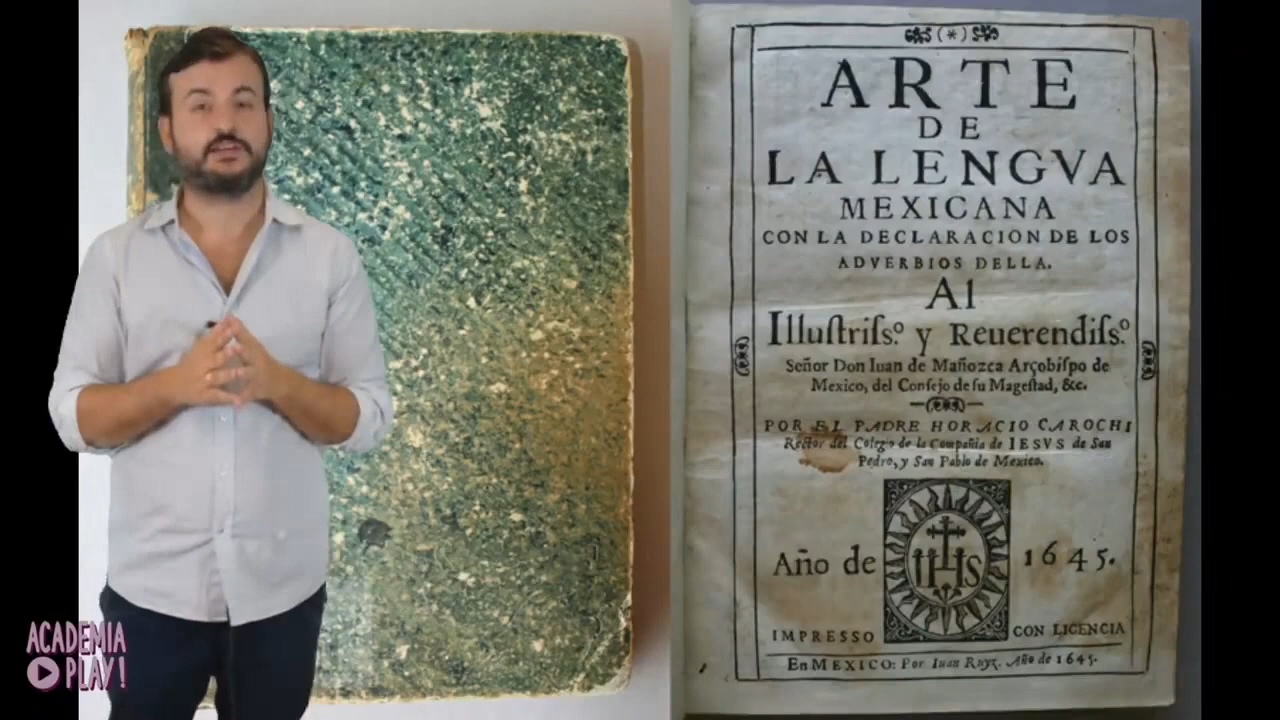 (*)
ARTE
DE
LA LENGVA
MEXICANA
CON LA DECLARACION DE LOS
ADVERBIOS DELLA.
Al
Illuſtriſs.º y Reuerendiſs.º
Señor Don Iuan de Mañozca Arçobiſpo de
Mexico, del Conſejo de ſu Mageſtad, &c.
POR EL PADRE HORACIO CAROCHI
Rector del Colegio de la Compañia de IESVS de San
Pedro, y San Pablo de Mexico.
IHS
Año de 1645.
IMPRESSO CON LICENCIA
En MEXICO: Por Iuan Ruyz. Año de 1645.
ACADEMIA
PLAY!